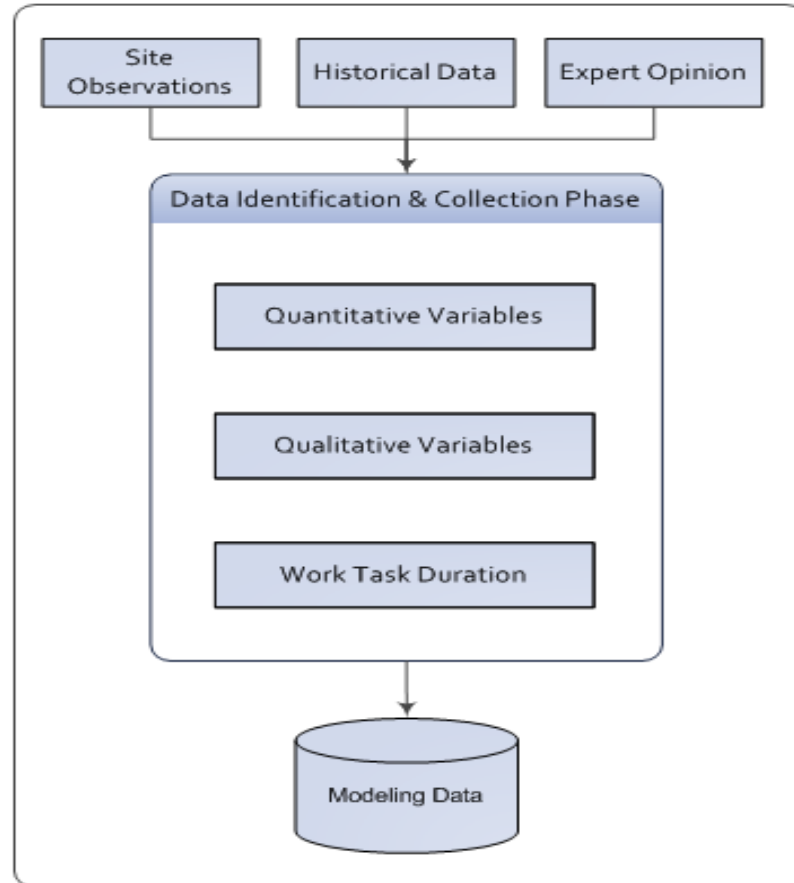 Site
Observations
Historical Data
Expert Opinion
Data Identification & Collection Phase
Quantitative Variables
Qualitative Variables
Work Task Duration
Modeling Data